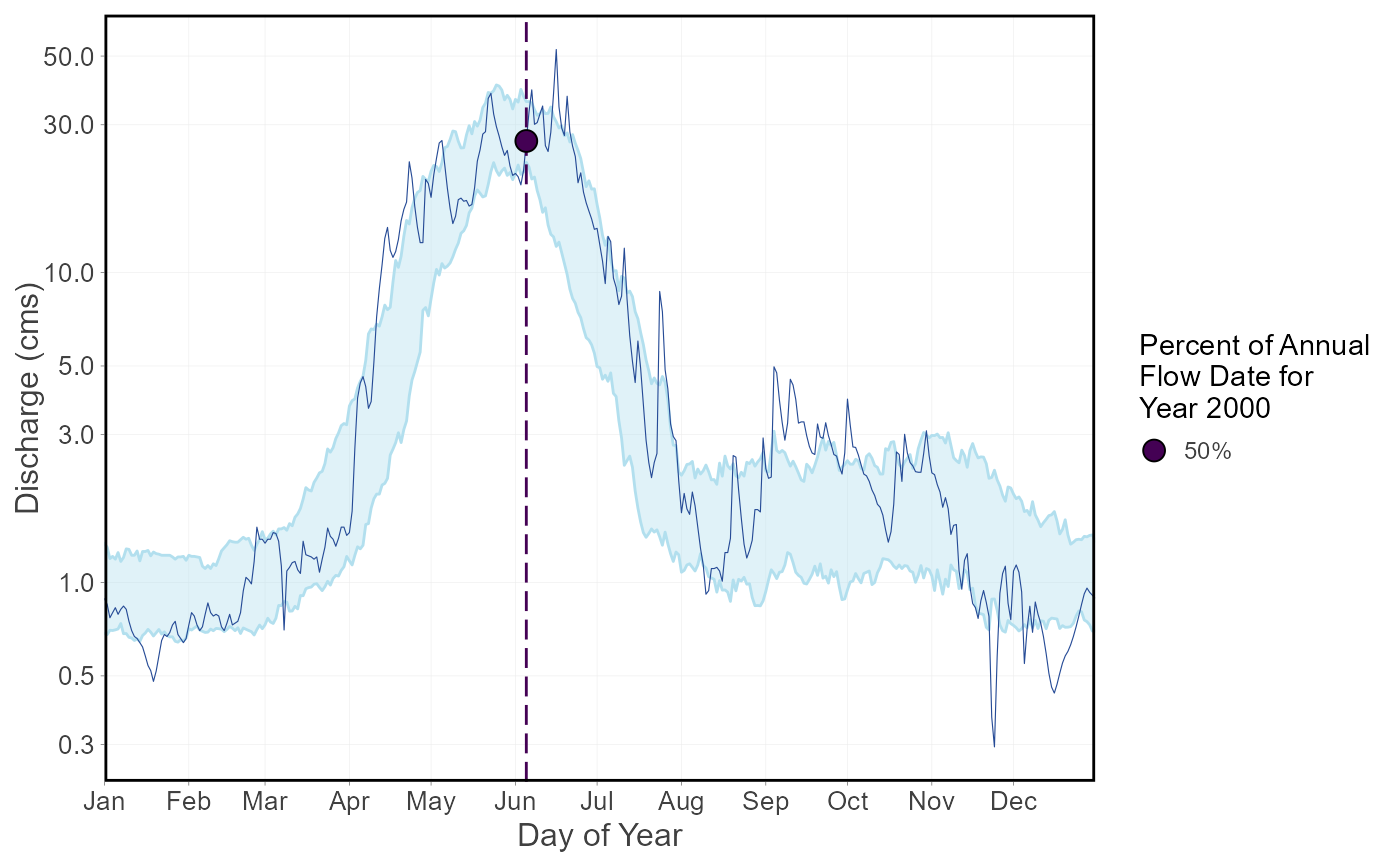 50.0
30.0
10.0
5.0
3.0
1.0
0.5
0.3
Discharge (cms)
Jan Feb Mar Apr May Jun Jul Aug Sep Oct Nov Dec
Day of Year
Percent of Annual
Flow Date for
Year 2000
50%